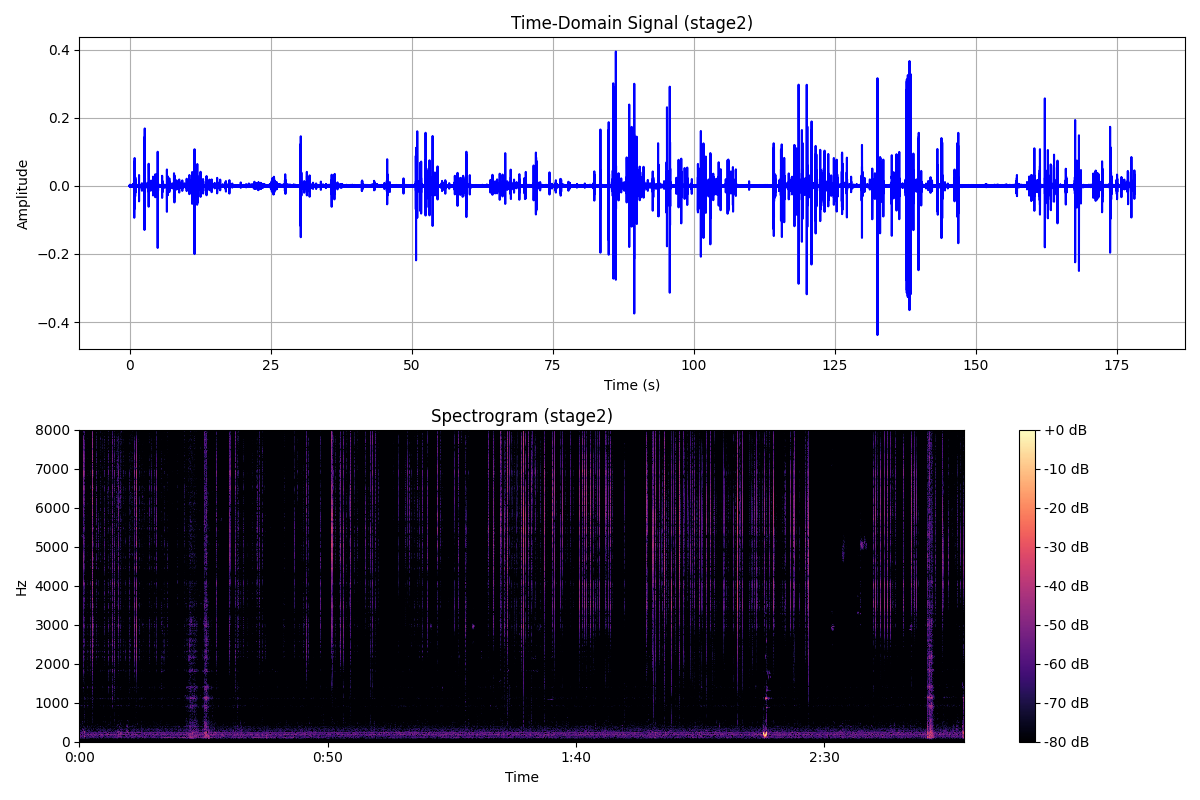 Time-Domain Signal (stage2)
0.4
0.2
0.0
−0.2
−0.4
Amplitude
0
25
50
75
100
125
150
175
Time (s)
Spectrogram (stage2)
8000
7000
6000
5000
4000
3000
2000
1000
0
Hz
0:00
0:50
1:40
2:30
Time
+0 dB
-10 dB
-20 dB
-30 dB
-40 dB
-50 dB
-60 dB
-70 dB
-80 dB